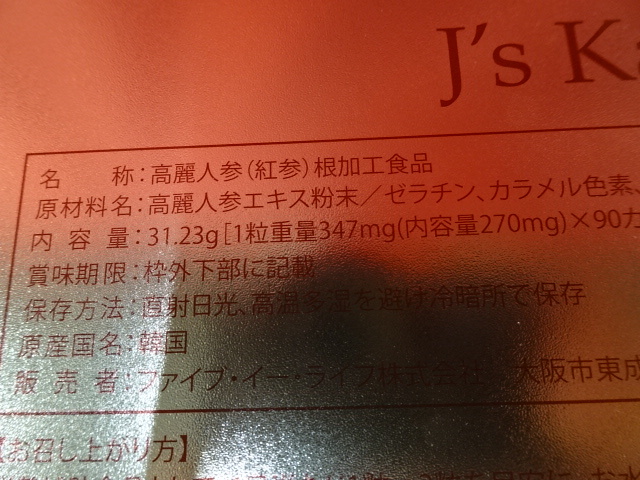 J's Ka
名 称：高麗人参（紅参）根加工食品
原材料名：高麗人参エキス粉末／ゼラチン、カラメル色素、
内 容 量：31.23g［1粒重量347mg(内容量270mg)×90カ
賞味期限：枠外下部に記載
保存方法：直射日光、高温多湿を避け冷暗所で保存
原産国名：韓国
販 売 者：ファイブ・イー・ライフ株式会社 大阪市東成
【お召し上がり方】